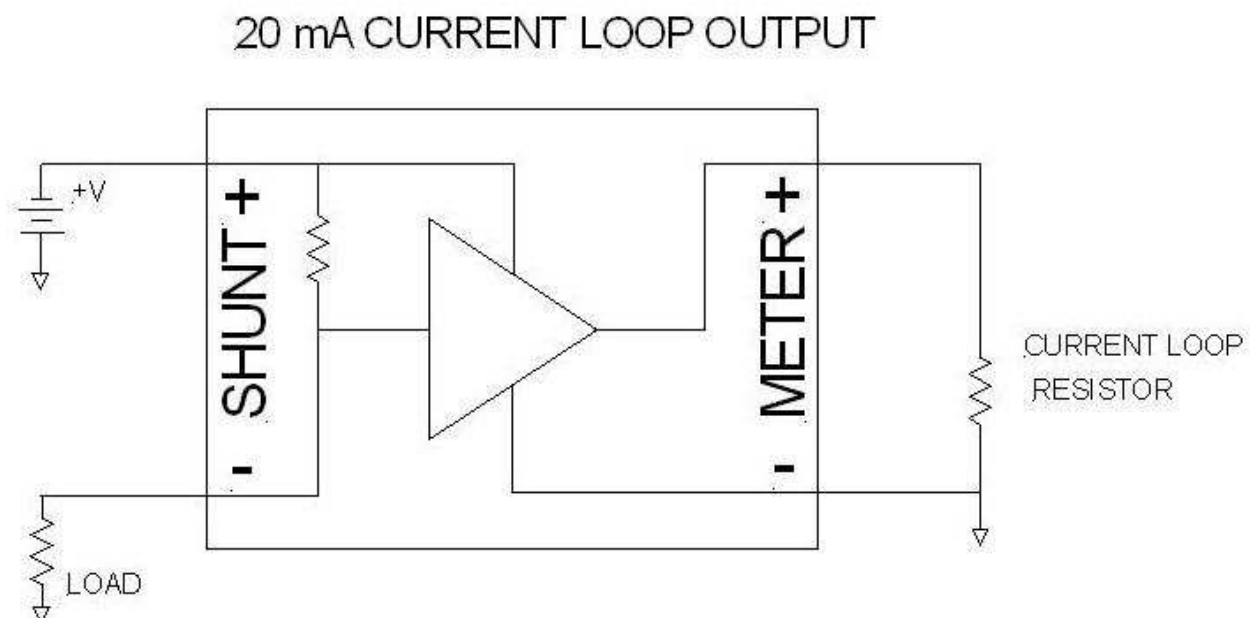 20 mA CURRENT LOOP OUTPUT
+V
- SHUNT +
- METER +
CURRENT LOOP
RESISTOR
LOAD